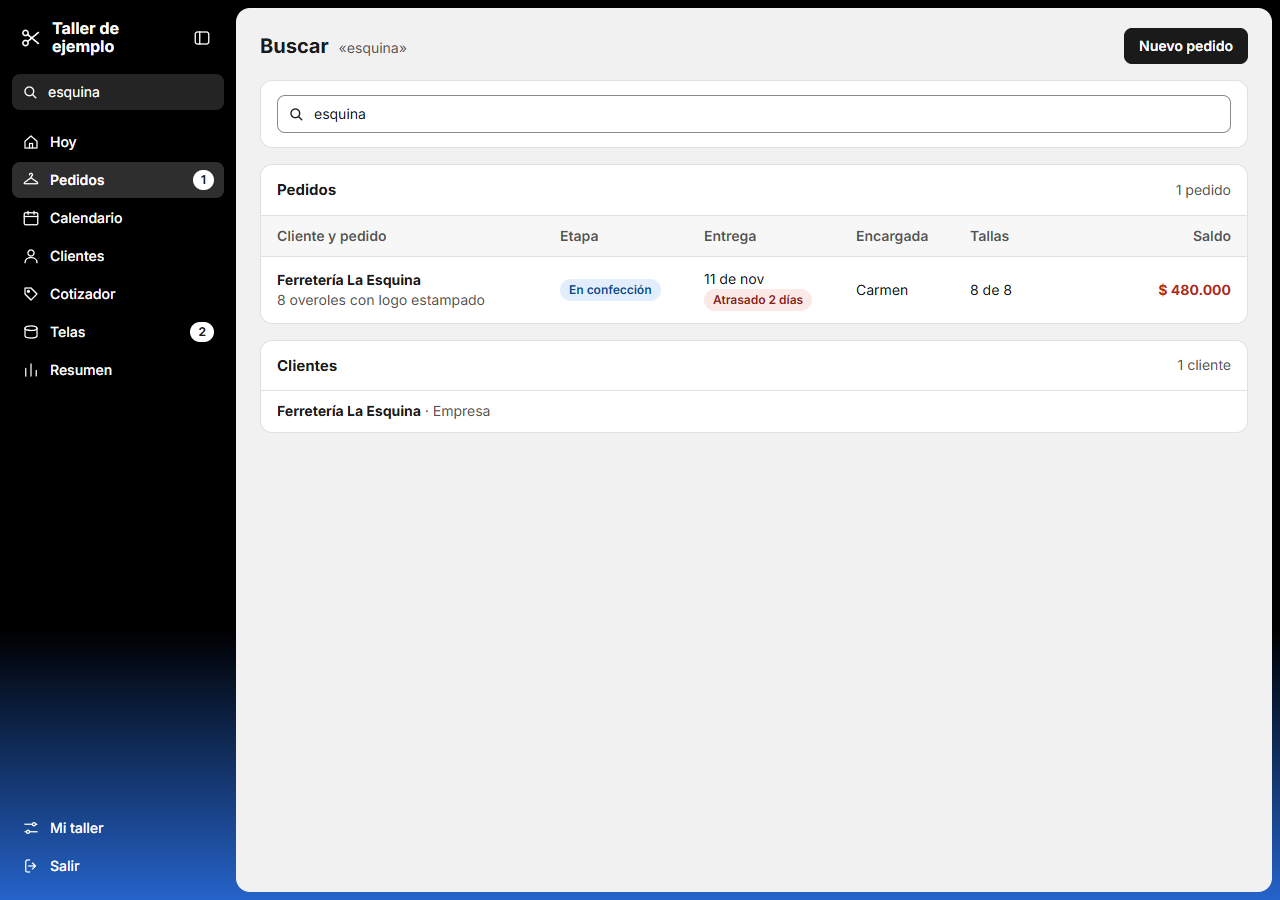 Taller de
ejemplo
esquina
Hoy
Pedidos 1
Calendario
Clientes
Cotizador
Telas 2
Resumen
Mi taller
Salir
Buscar «esquina»
Nuevo pedido
esquina
Pedidos 1 pedido
Cliente y pedido Etapa Entrega Encargada Tallas Saldo
Ferretería La Esquina
8 overoles con logo estampado
En confección
11 de nov
Atrasado 2 días
Carmen
8 de 8
$ 480.000
Clientes 1 cliente
Ferretería La Esquina · Empresa